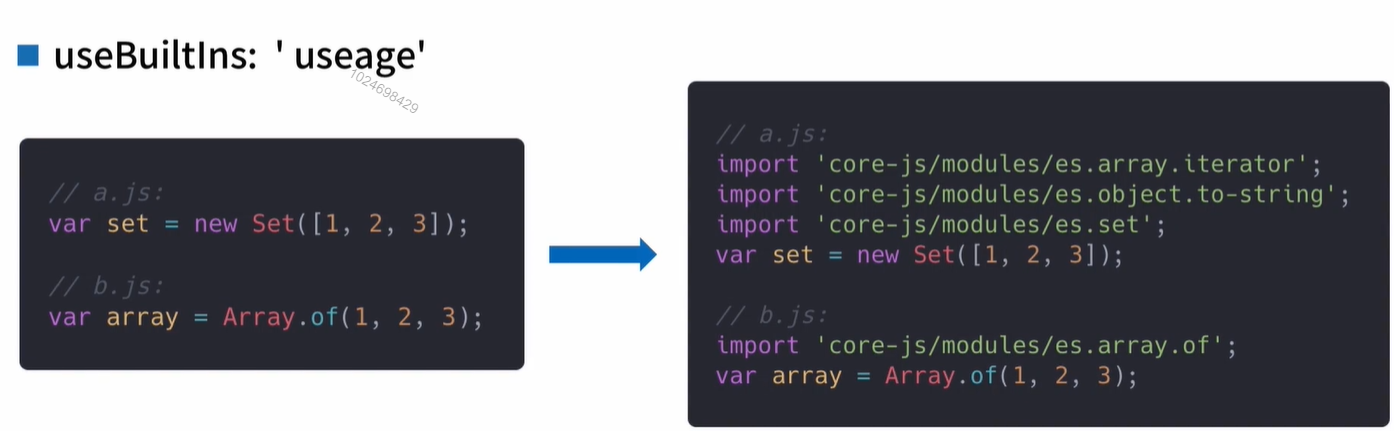 useBuiltIns: ' useage'
1024698429
// a.js:
var set = new Set([1, 2, 3]);
// b.js:
var array = Array.of(1, 2, 3);
// a.js:
import 'core-js/modules/es.array.iterator';
import 'core-js/modules/es.object.to-string';
import 'core-js/modules/es.set';
var set = new Set([1, 2, 3]);
// b.js:
import 'core-js/modules/es.array.of';
var array = Array.of(1, 2, 3);